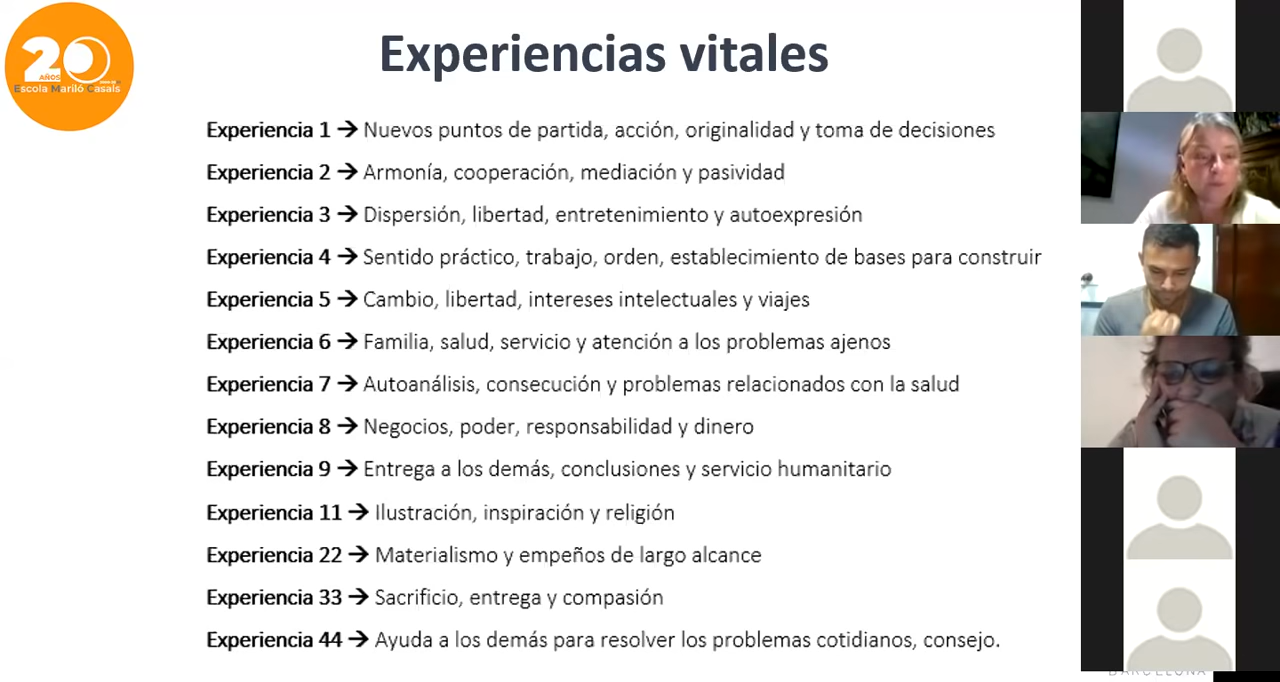 20
AÑOS
Escola Mariló Casals
Experiencias vitales
Experiencia 1 → Nuevos puntos de partida, acción, originalidad y toma de decisiones
Experiencia 2 → Armonía, cooperación, mediación y pasividad
Experiencia 3 → Dispersión, libertad, entretenimiento y autoexpresión
Experiencia 4 → Sentido práctico, trabajo, orden, establecimiento de bases para construir
Experiencia 5 → Cambio, libertad, intereses intelectuales y viajes
Experiencia 6 → Familia, salud, servicio y atención a los problemas ajenos
Experiencia 7 → Autoanálisis, consecución y problemas relacionados con la salud
Experiencia 8 → Negocios, poder, responsabilidad y dinero
Experiencia 9 → Entrega a los demás, conclusiones y servicio humanitario
Experiencia 11 → Ilustración, inspiración y religión
Experiencia 22 → Materialismo y empeños de largo alcance
Experiencia 33 → Sacrificio, entrega y compasión
Experiencia 44 → Ayuda a los demás para resolver los problemas cotidianos, consejo.
BARCELONA